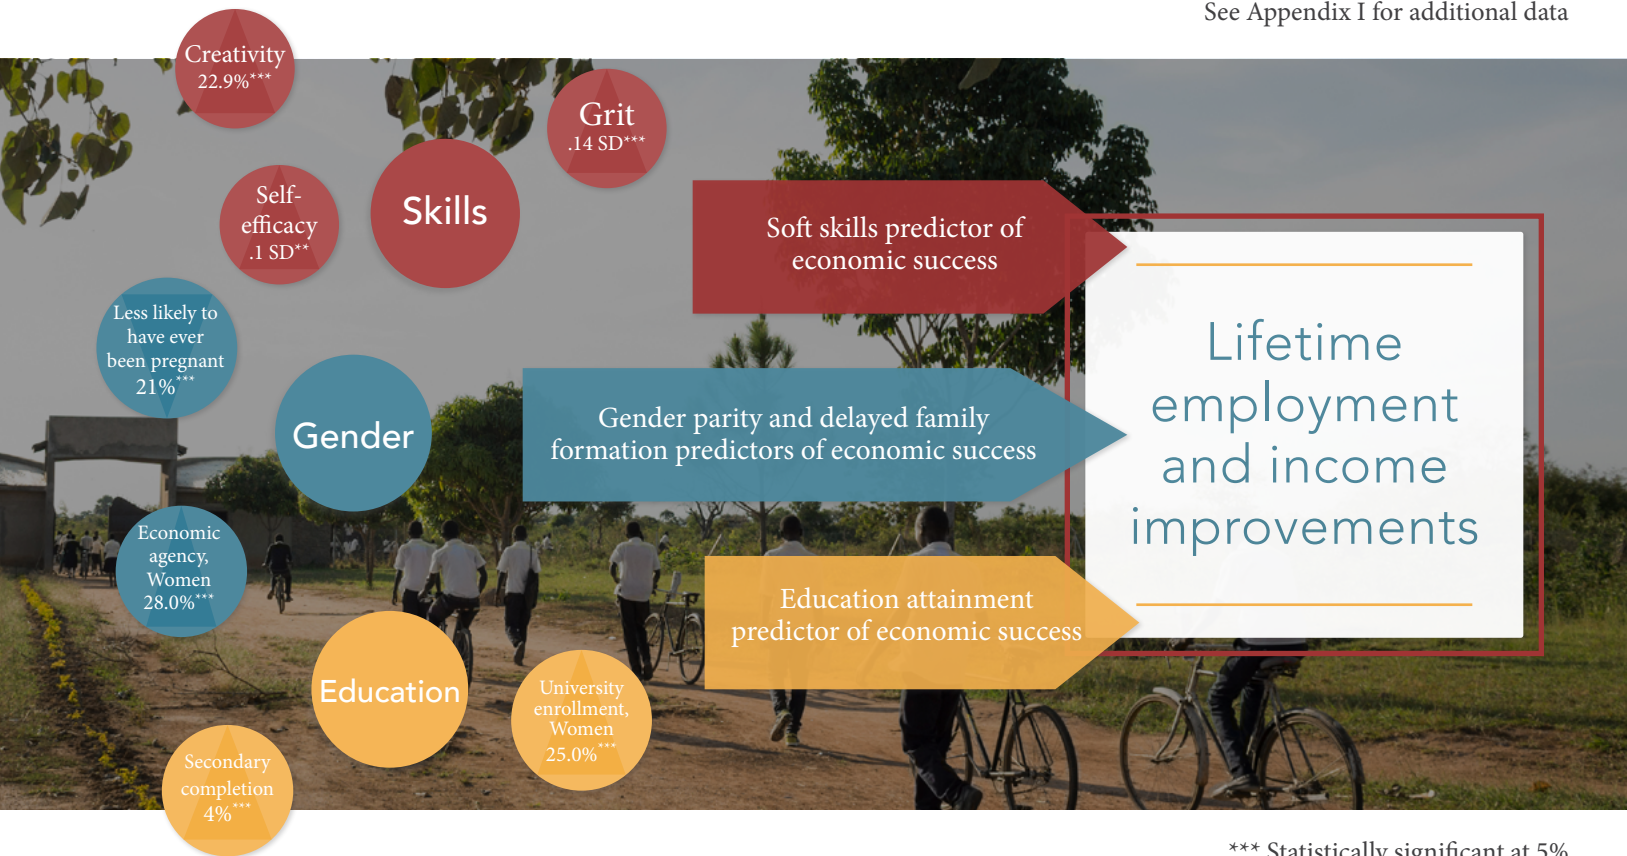 See Appendix I for additional data
Creativity
22.9%***
Grit
.14 SD***
Self-
efficacy
.1 SD**
Skills
Soft skills predictor of
economic success
Less likely to
have ever
been pregnant
21%***
Gender
Gender parity and delayed family
formation predictors of economic success
Economic
agency,
Women
28.0%***
Education
University
enrollment,
Women
25.0%***
Education attainment
predictor of economic success
Secondary
completion
4%***
Lifetime
employment
and income
improvements
*** Statistically significant at 5%